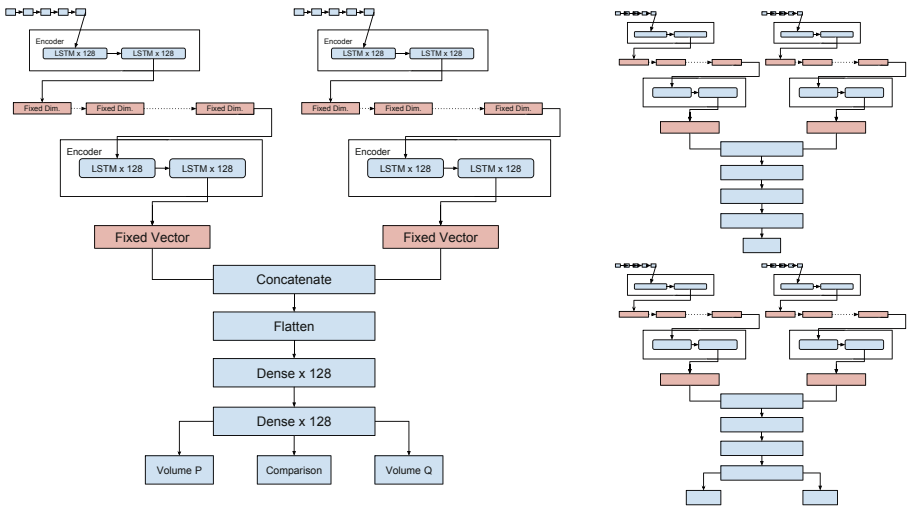 Encoder
LSTM x 128 LSTM x 128
Encoder
LSTM x 128 LSTM x 128
Fixed Dim. Fixed Dim. Fixed Dim.
Fixed Dim. Fixed Dim. Fixed Dim.
Encoder
LSTM x 128 LSTM x 128
Encoder
LSTM x 128 LSTM x 128
Fixed Vector
Fixed Vector
Concatenate
Flatten
Dense x 128
Dense x 128
Volume P
Comparison
Volume Q